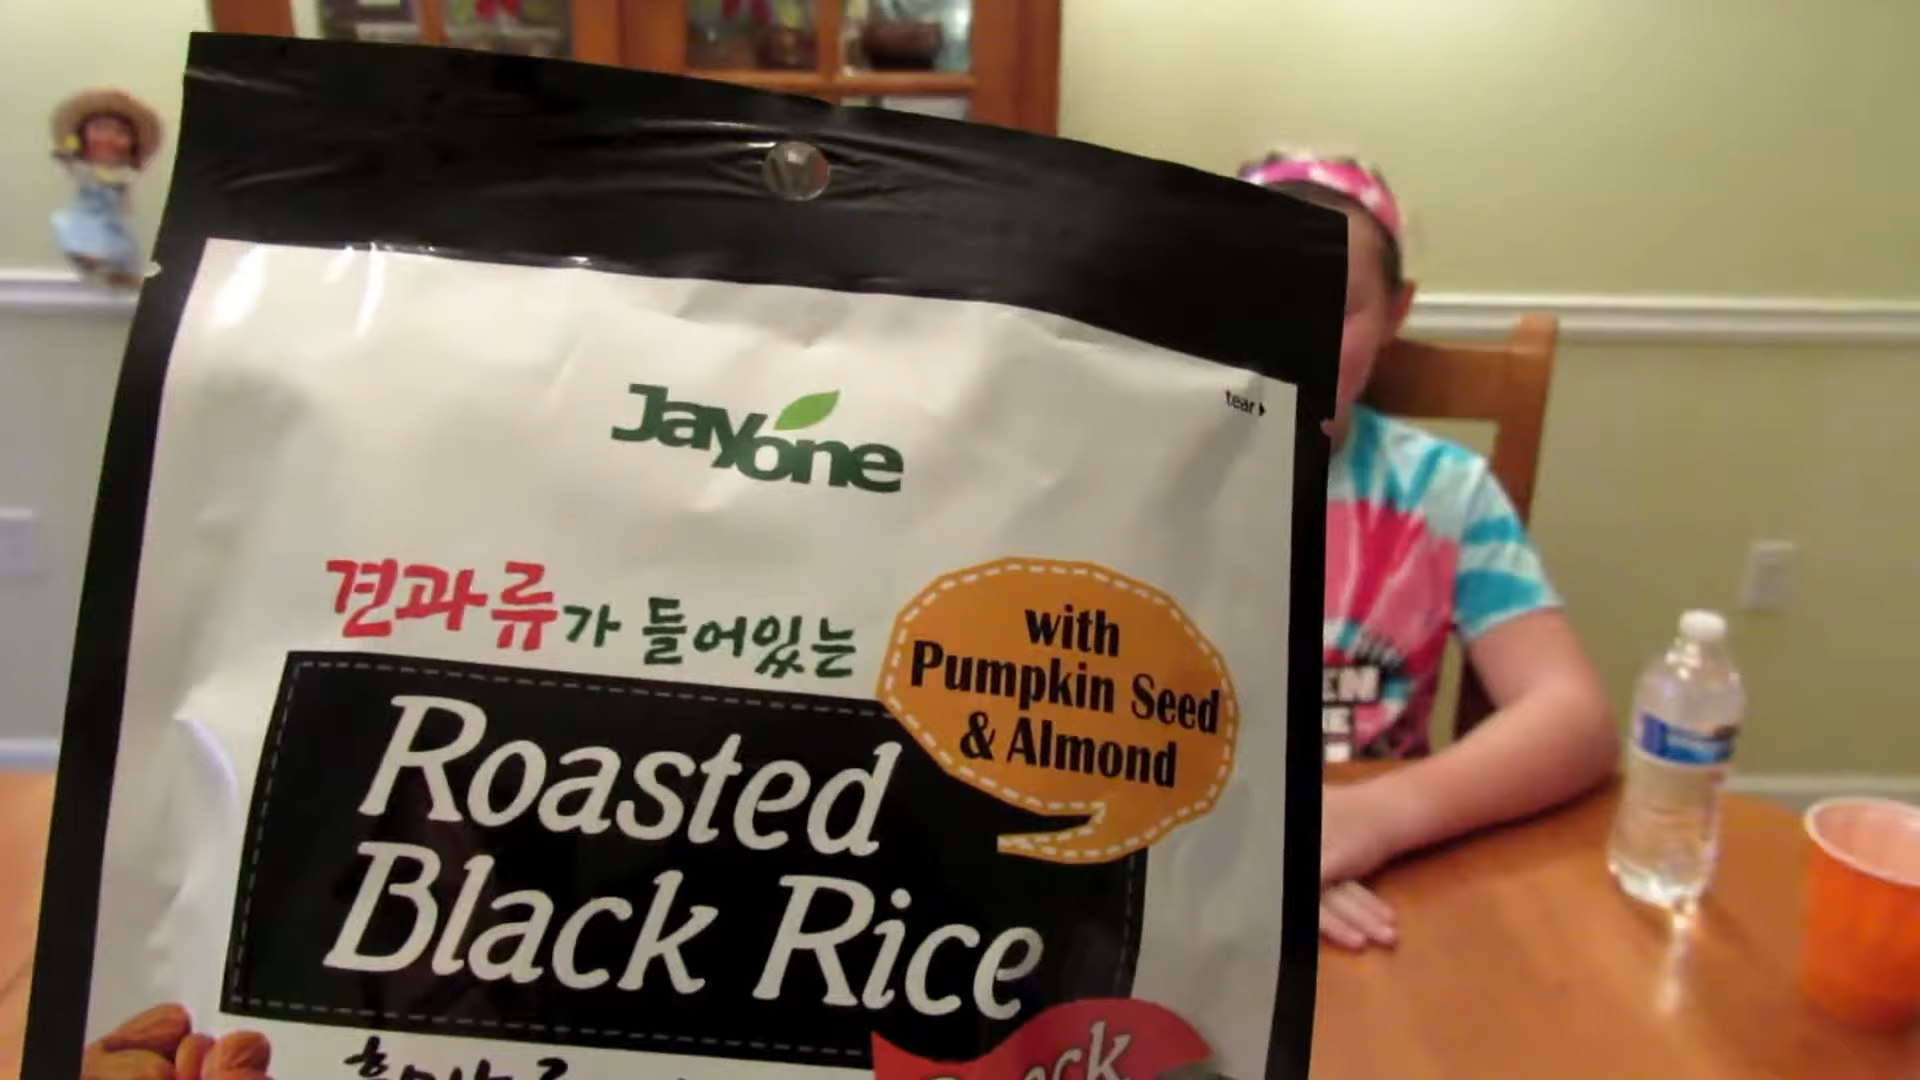 Jayone
tear
견과류가 들어있는
with
Pumpkin Seed
& Almond
Roasted
Black Rice